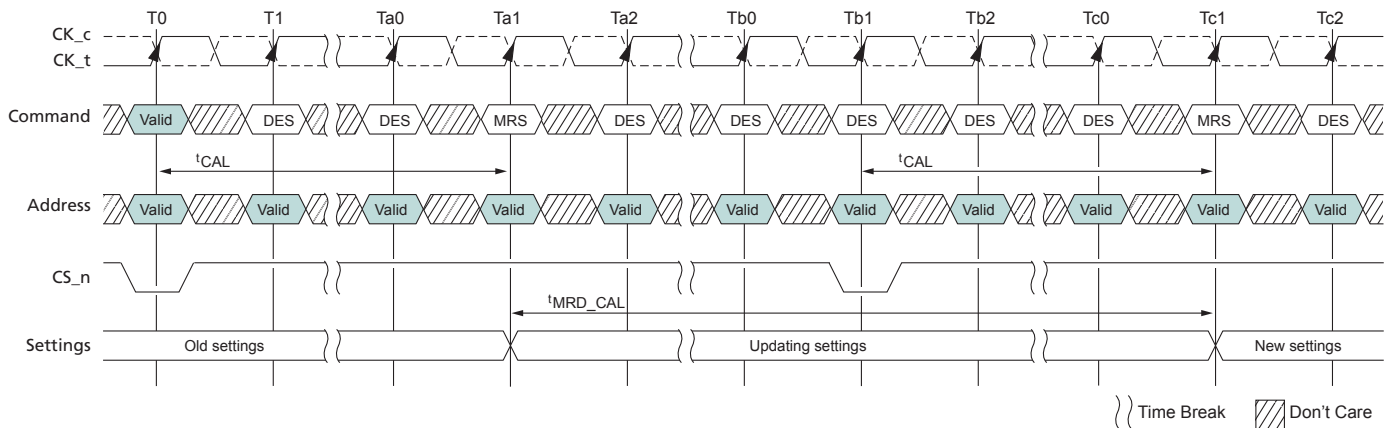 T0 T1 Ta0 Ta1 Ta2 Tb0 Tb1 Tb2 Tc0 Tc1 Tc2
CK_c
CK_t
Command Valid DES DES MRS DES DES DES DES DES MRS DES
tCAL tCAL
Address Valid Valid Valid Valid Valid Valid Valid Valid Valid Valid Valid
CS_n
tMRD_CAL
Settings Old settings Updating settings New settings
Time Break Don't Care